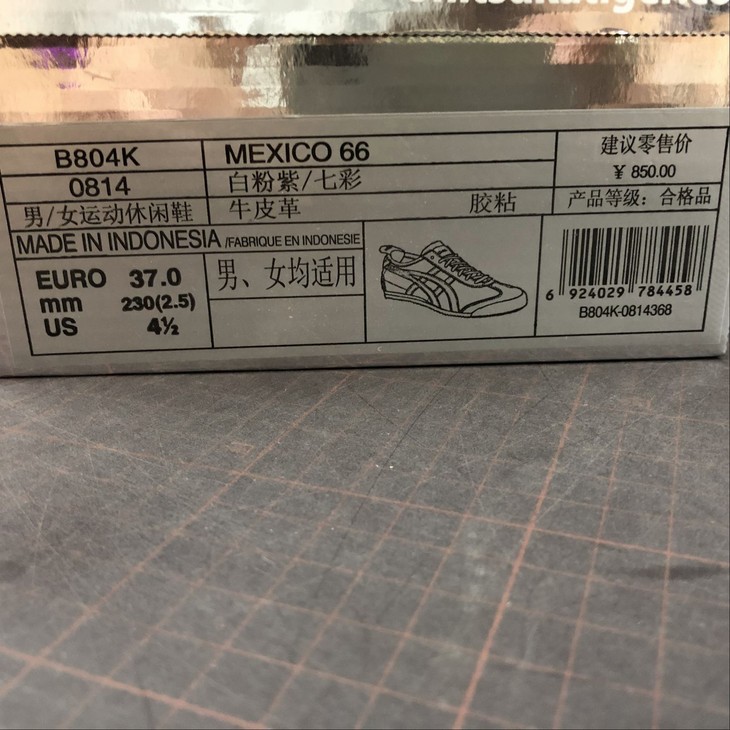 B804K
MEXICO 66
建议零售价
0814
白粉紫/七彩
￥ 850.00
男/女运动休闲鞋
牛皮革 胶粘
产品等级：合格品
MADE IN INDONESIA /FABRIQUE EN INDONESIE
EURO 37.0
mm 230(2.5)
US 4½
男、女均适用
6 924029 784458
B804K-0814368